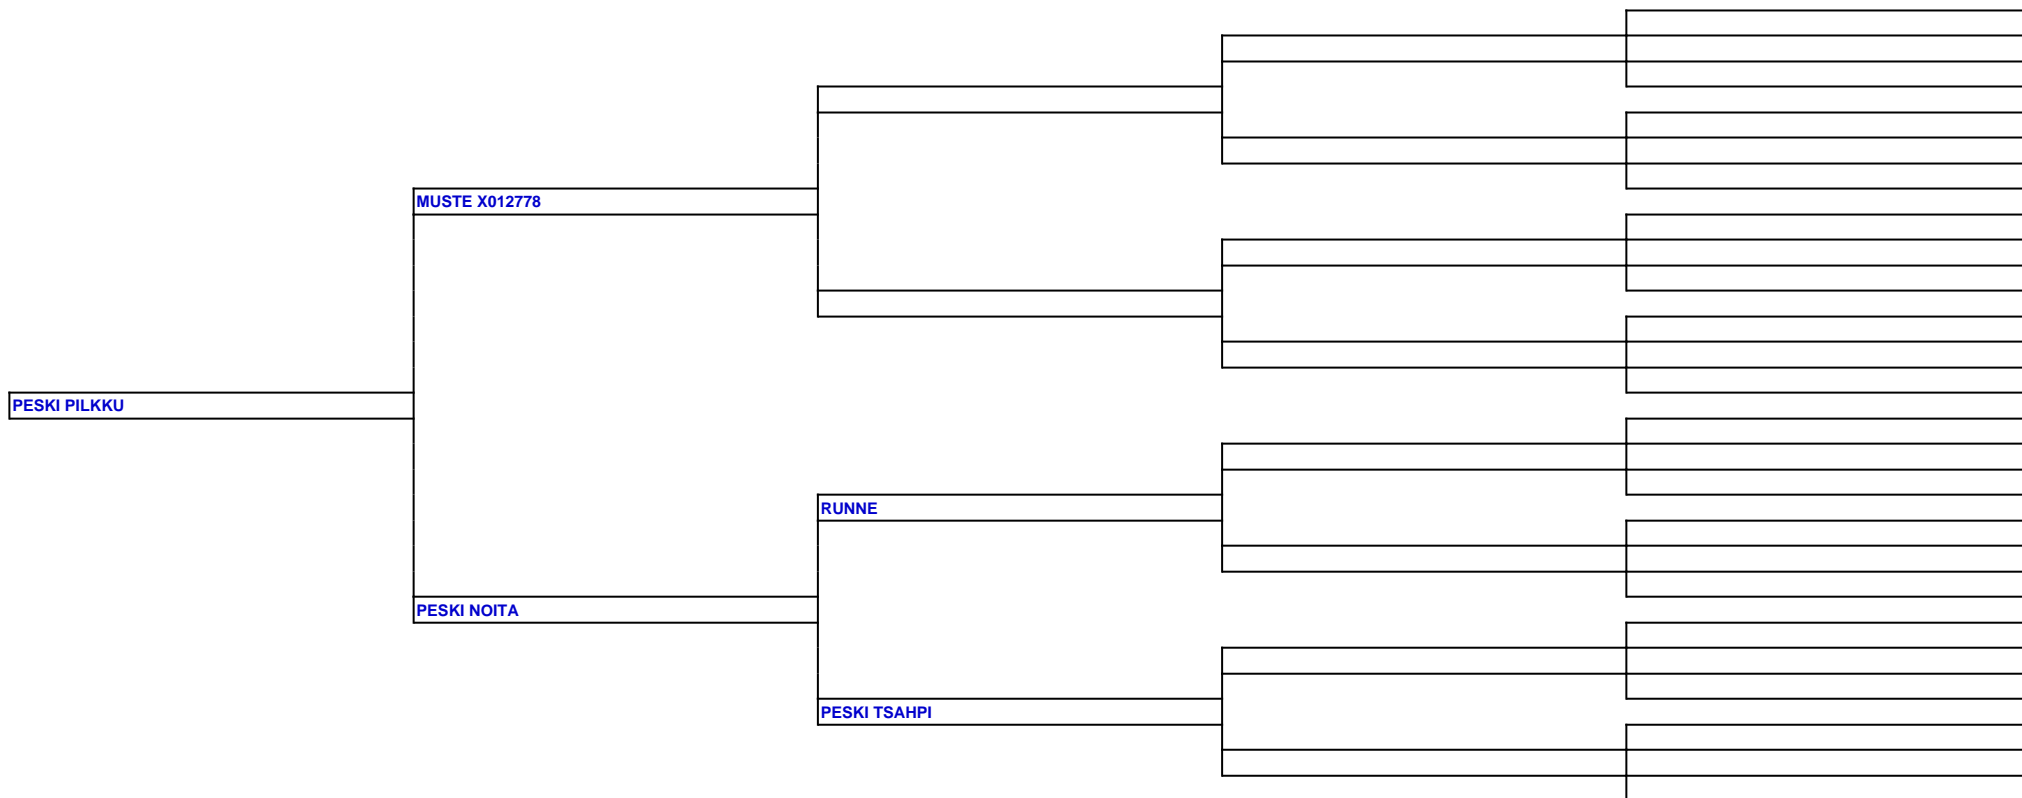 MUSTE X012778
PESKI PILKKU
RUNNE
PESKI NOITA
PESKI TSAHPI